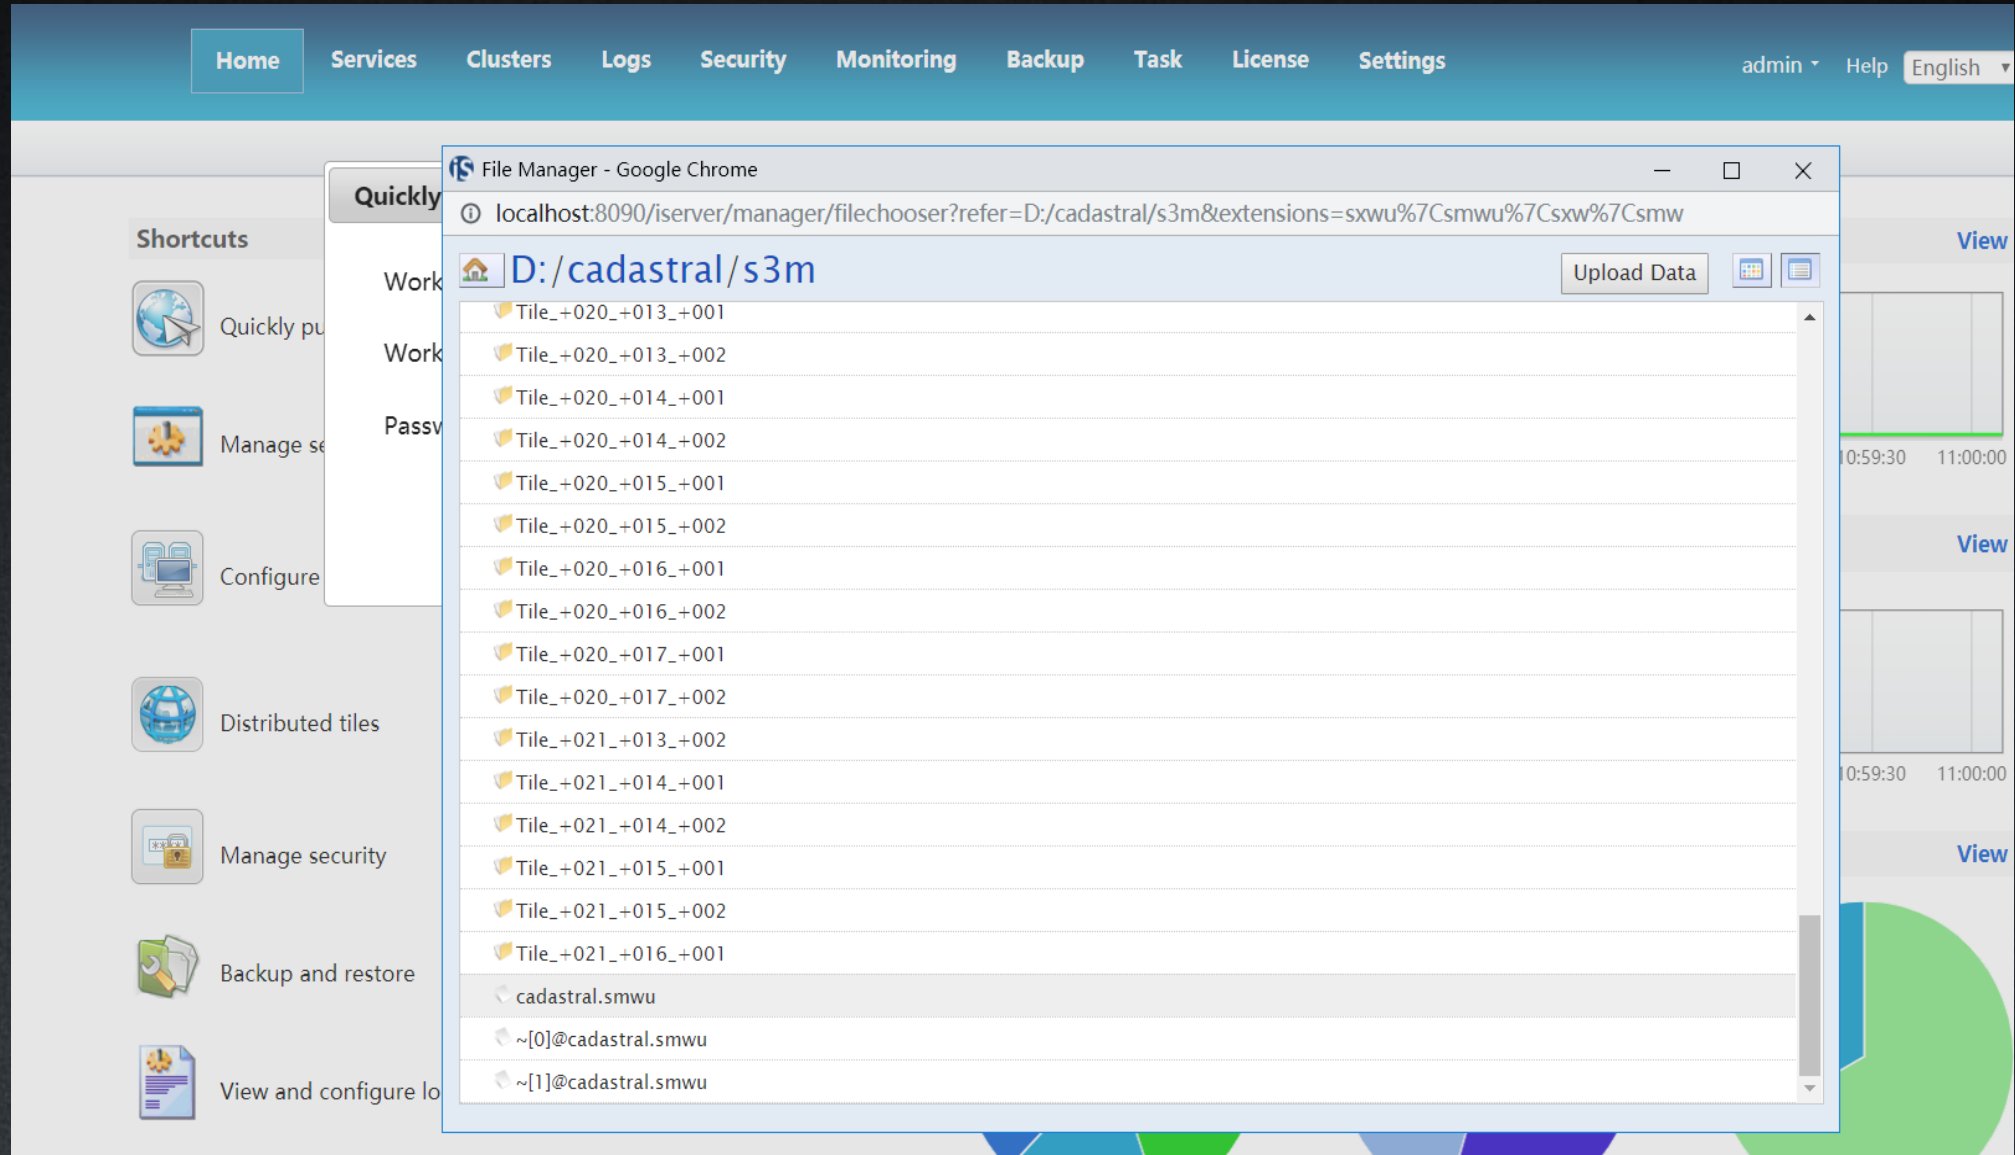 Home Services Clusters Logs Security Monitoring Backup Task License Settings admin Help English
File Manager - Google Chrome
Quickly
localhost:8090/iserver/manager/filechooser?refer=D:/cadastral/s3m&extensions=sxwu%7Csmwu%7Csxw%7Csmw
Shortcuts
View
D:/cadastral/s3m
Upload Data
Work
Tile_+020_+013_+001
Quickly pu
Work
Tile_+020_+013_+002
Tile_+020_+014_+001
Passw
Tile_+020_+014_+002
Manage se
10:59:30 11:00:00
Tile_+020_+015_+001
Tile_+020_+015_+002
View
Tile_+020_+016_+001
Configure
Tile_+020_+016_+002
Tile_+020_+017_+001
Tile_+020_+017_+002
Distributed tiles
Tile_+021_+013_+002
10:59:30 11:00:00
Tile_+021_+014_+001
Tile_+021_+014_+002
Manage security
View
Tile_+021_+015_+001
Tile_+021_+015_+002
Tile_+021_+016_+001
Backup and restore
cadastral.smwu
~[0]@cadastral.smwu
~[1]@cadastral.smwu
View and configure lo